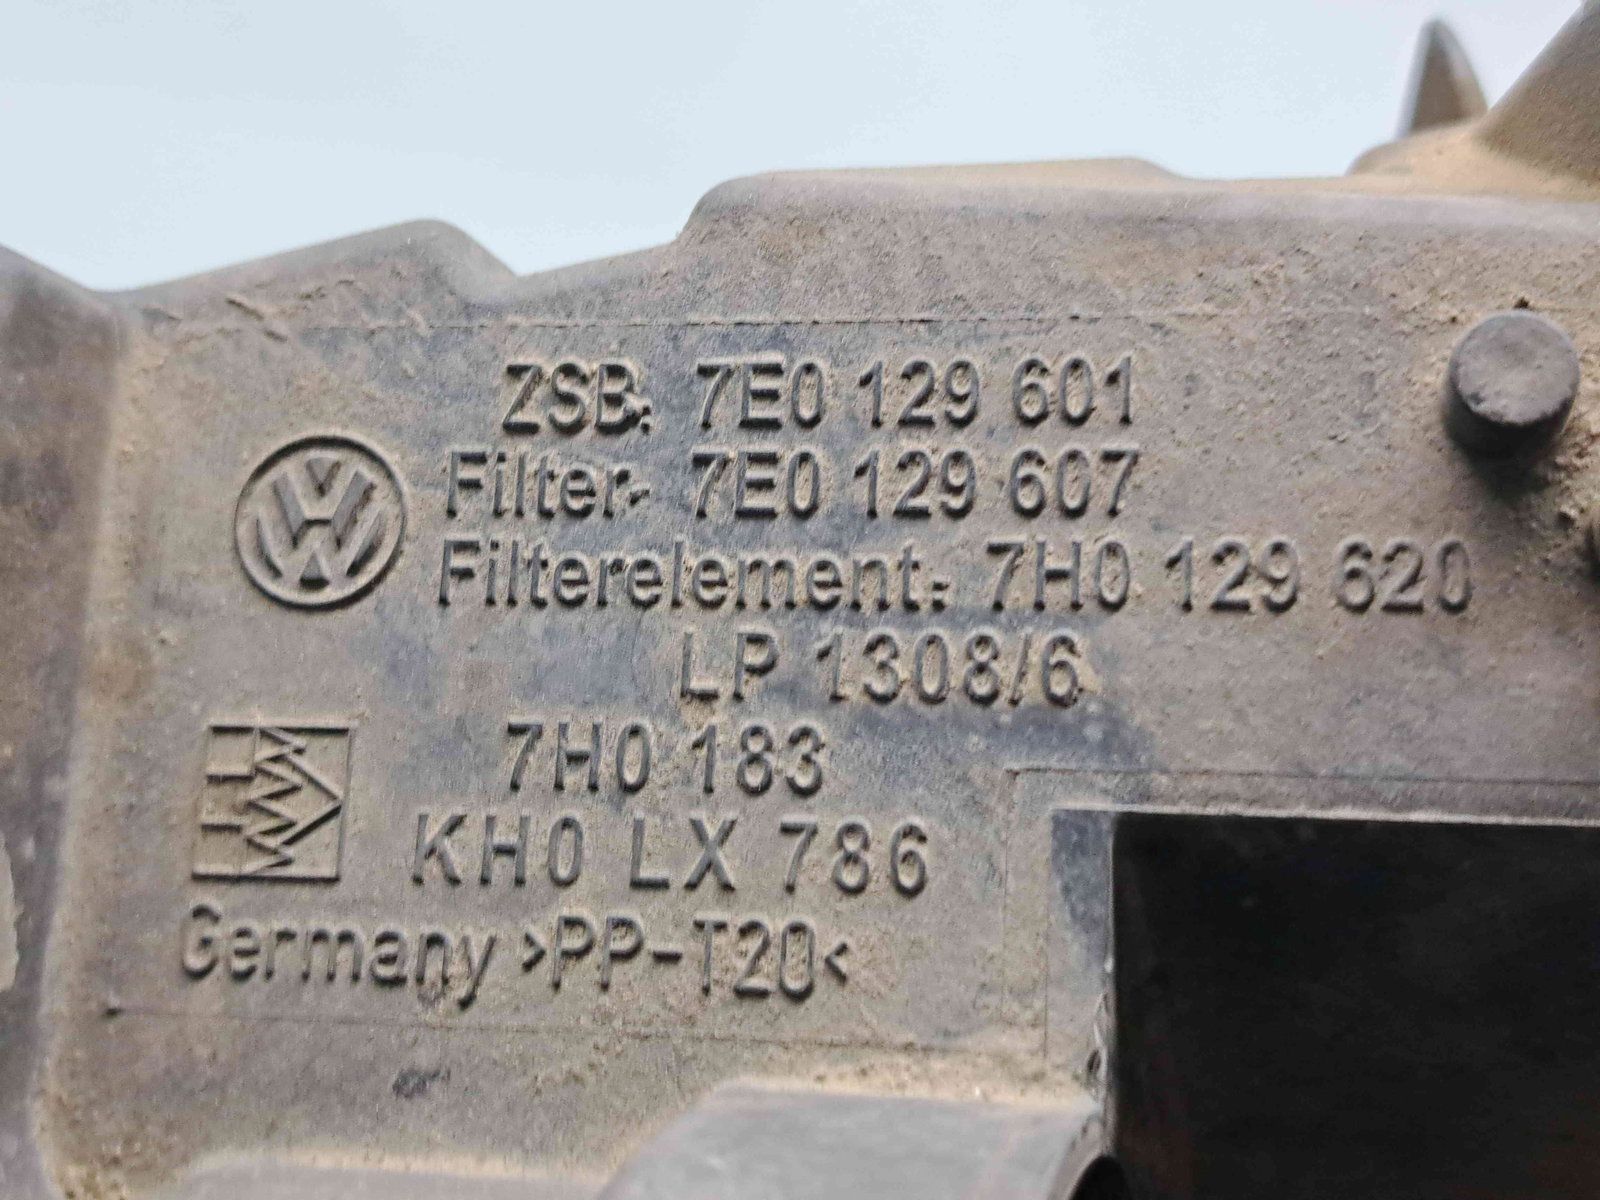 ZSB: 7E0 129 601
Filter: 7E0 129 607
Filterelement: 7H0 129 620
LP 1308/6
7H0 183
KH0 LX 786
Germany >PP-T20<